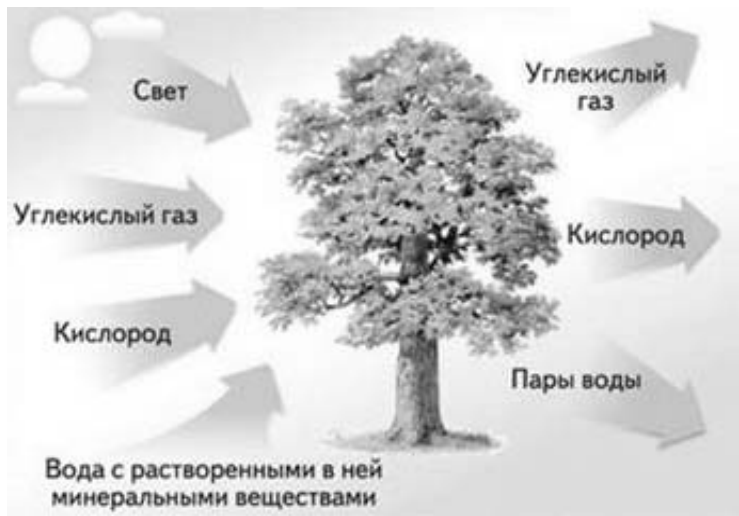 Свет
Углекислый газ
Кислород
Вода с растворенными в ней
минеральными веществами
Углекислый
газ
Кислород
Пары воды